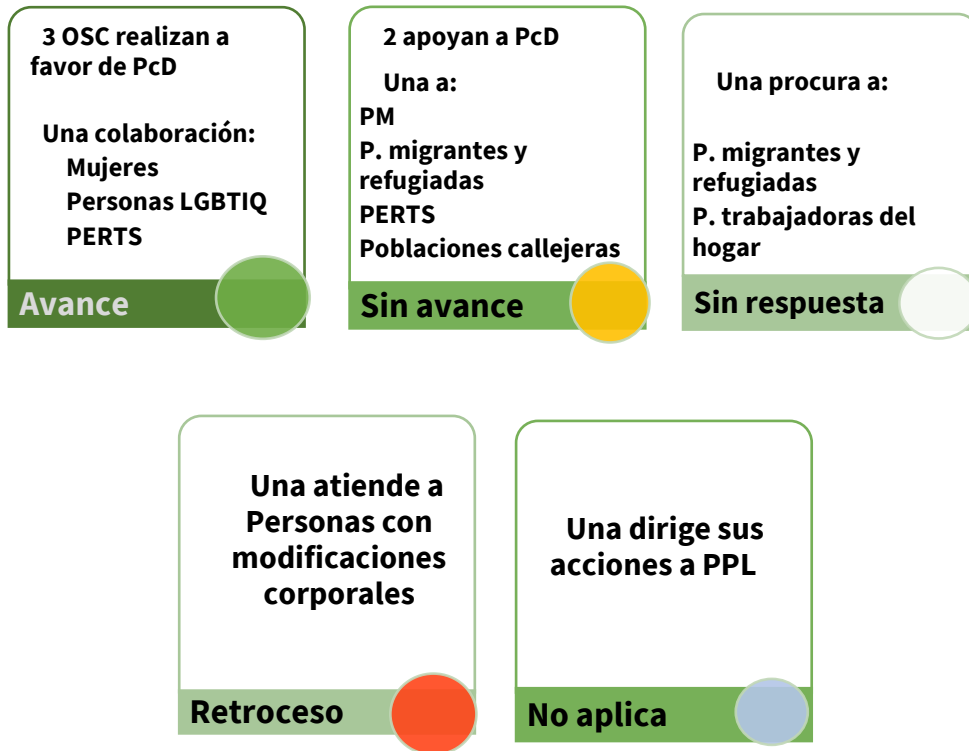 3 OSC realizan a
favor de PcD
Una colaboración:
Mujeres
Personas LGBTIQ
PERTS
Avance
2 apoyan a PcD
Una a:
PM
P. migrantes y
refugiadas
PERTS
Poblaciones callejeras
Sin avance
Una procura a:
P. migrantes y
refugiadas
P. trabajadoras del
hogar
Sin respuesta
Una atiende a
Personas con
modificaciones
corporales
Retroceso
Una dirige sus
acciones a PPL
No aplica